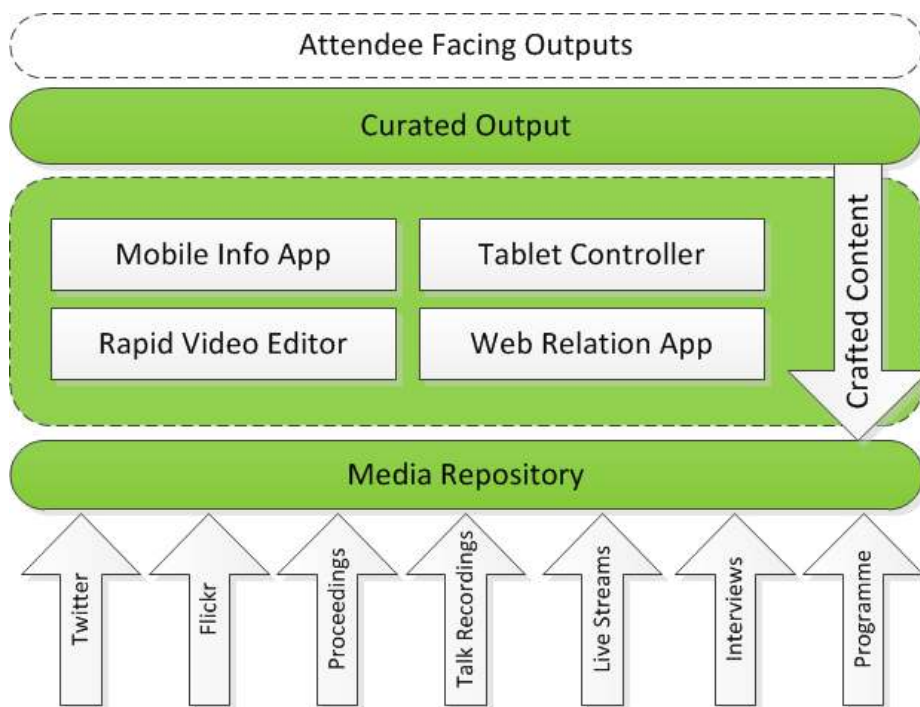 Attendee Facing Outputs
Curated Output
Mobile Info App
Tablet Controller
Rapid Video Editor
Web Relation App
Crafted Content
Media Repository
Twitter
Flickr
Proceedings
Talk Recordings
Live Streams
Interviews
Programme